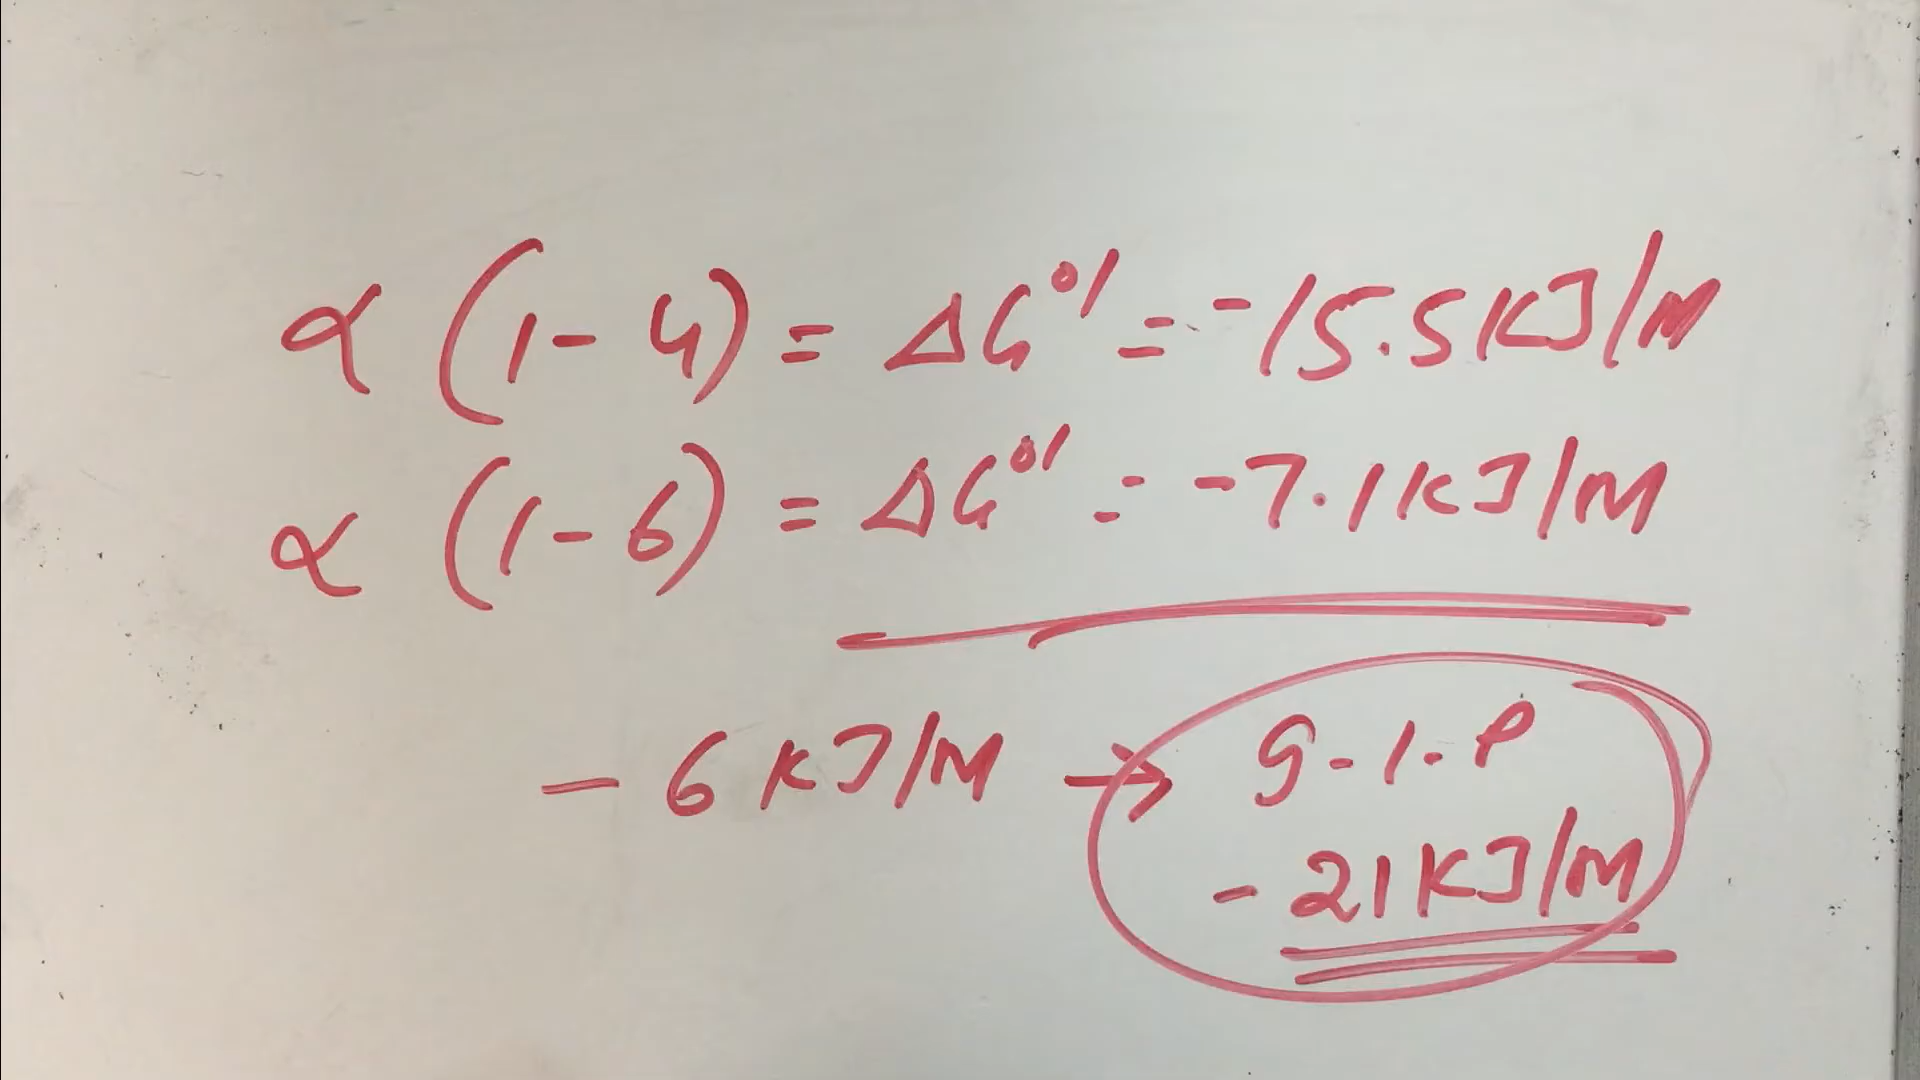 α (1-4) = ΔG°' = -15.5KJ/M
α (1-6) = ΔG°' = -7.1KJ/M
- 6 KJ/M → g-1-P
- 21KJ/M